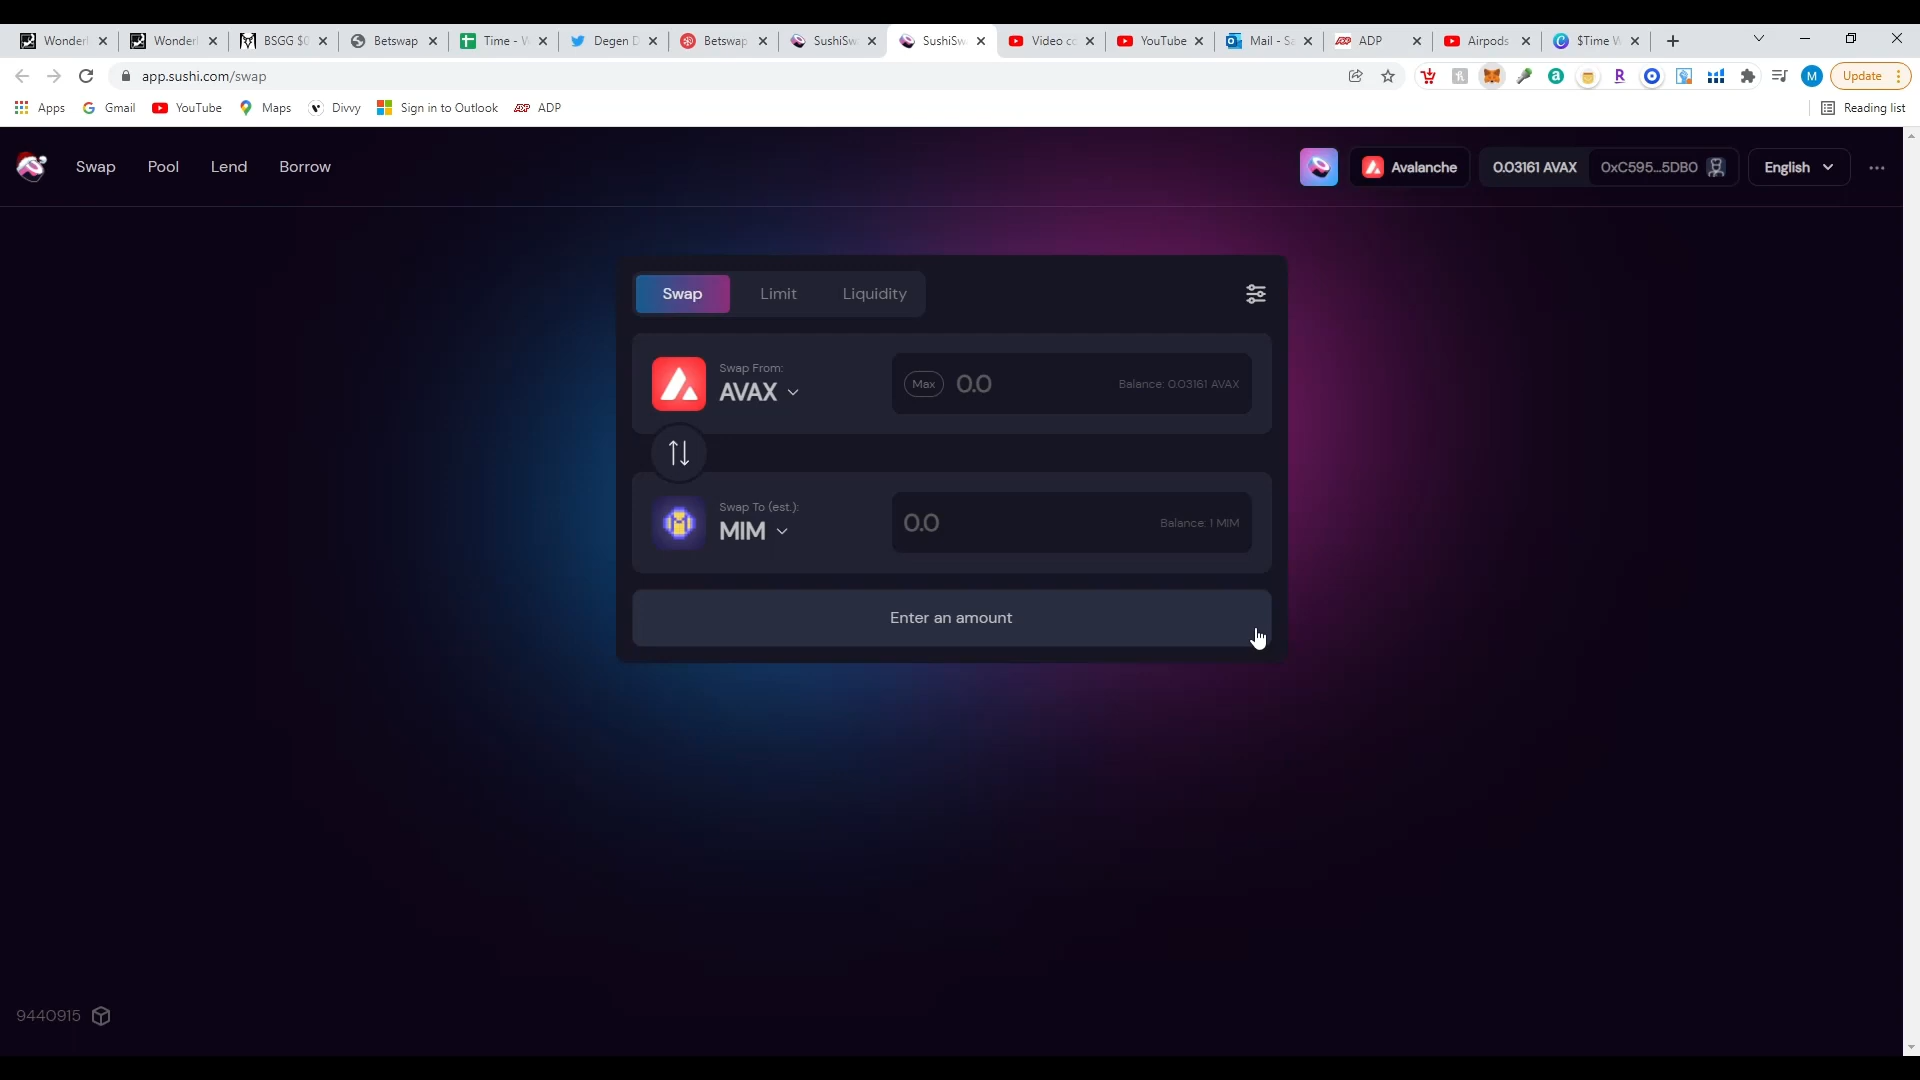 Wonderl
Wonderl
BSGG $0
Betswap
Time - W
Degen D
Betswap
SushiSw
SushiSw
Video co
YouTube
Mail - Sa
ADP
Airpods
$Time W
app.sushi.com/swap
M
Update
Apps
Gmail
YouTube
Maps
Divvy
Sign in to Outlook
ADP
Reading list
Swap
Pool
Lend
Borrow
Avalanche
0.03161 AVAX
0xC595...5DB0
English
Swap
Limit
Liquidity
Swap From:
AVAX
Max
0.0
Balance: 0.03161 AVAX
Swap To (est.):
MIM
0.0
Balance: 1 MIM
Enter an amount
9440915